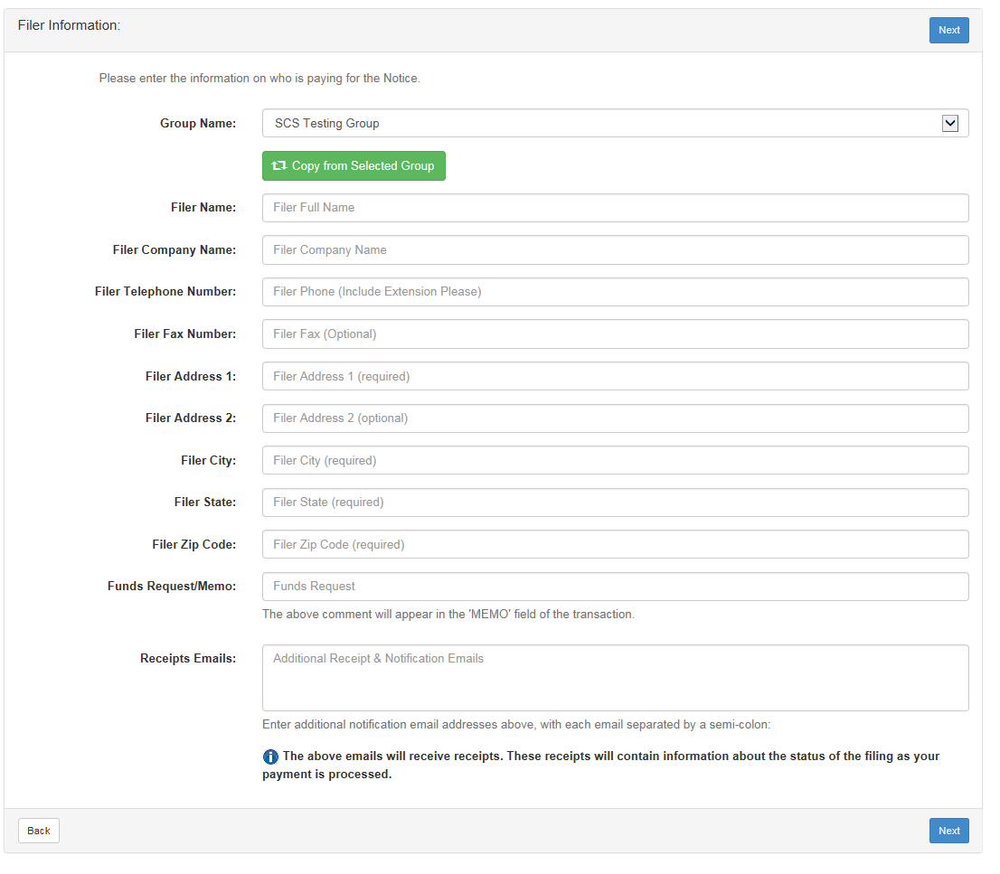 Filer Information:
Next
Please enter the information on who is paying for the Notice.
Group Name:
SCS Testing Group
Copy from Selected Group
Filer Name:
Filer Full Name
Filer Company Name:
Filer Company Name
Filer Telephone Number:
Filer Phone (Include Extension Please)
Filer Fax Number:
Filer Fax (Optional)
Filer Address 1:
Filer Address 1 (required)
Filer Address 2:
Filer Address 2 (optional)
Filer City:
Filer City (required)
Filer State:
Filer State (required)
Filer Zip Code:
Filer Zip Code (required)
Funds Request/Memo:
Funds Request
The above comment will appear in the 'MEMO' field of the transaction.
Receipts Emails:
Additional Receipt & Notification Emails
Enter additional notification email addresses above, with each email separated by a semi-colon:
The above emails will receive receipts. These receipts will contain information about the status of the filing as your
payment is processed.
Back
Next